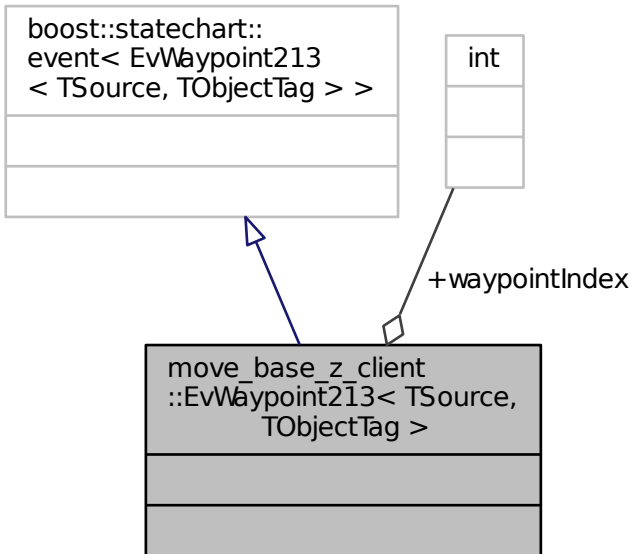 boost::statechart::
event< EvWaypoint213
< TSource, TObjectTag > >
int
+waypointIndex
move_base_z_client
::EvWaypoint213< TSource,
TObjectTag >